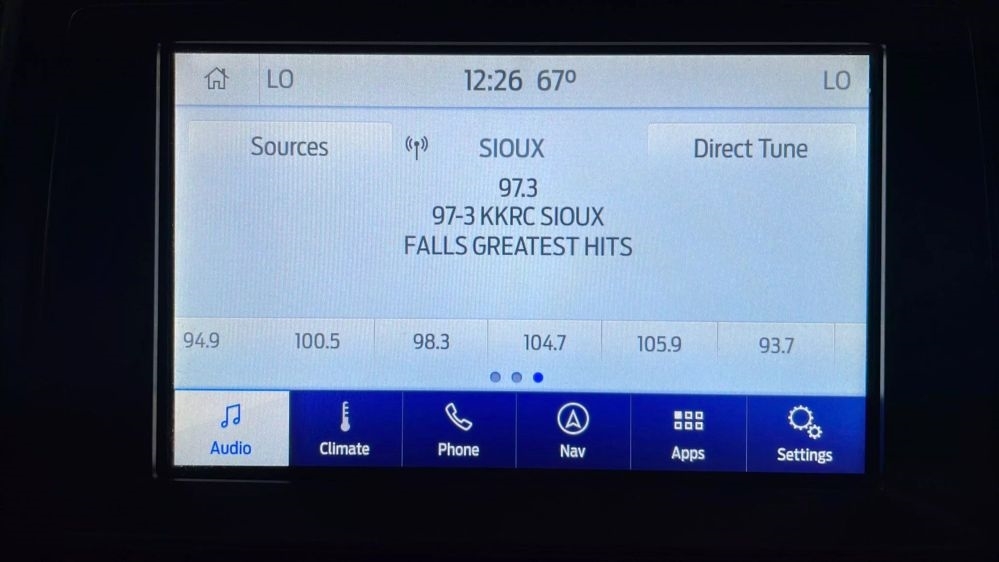 LO 12:26 67° LO
Sources SIOUX Direct Tune
97.3
97-3 KKRC SIOUX
FALLS GREATEST HITS
94.9 100.5 98.3 104.7 105.9 93.7
Audio Climate Phone Nav Apps Settings